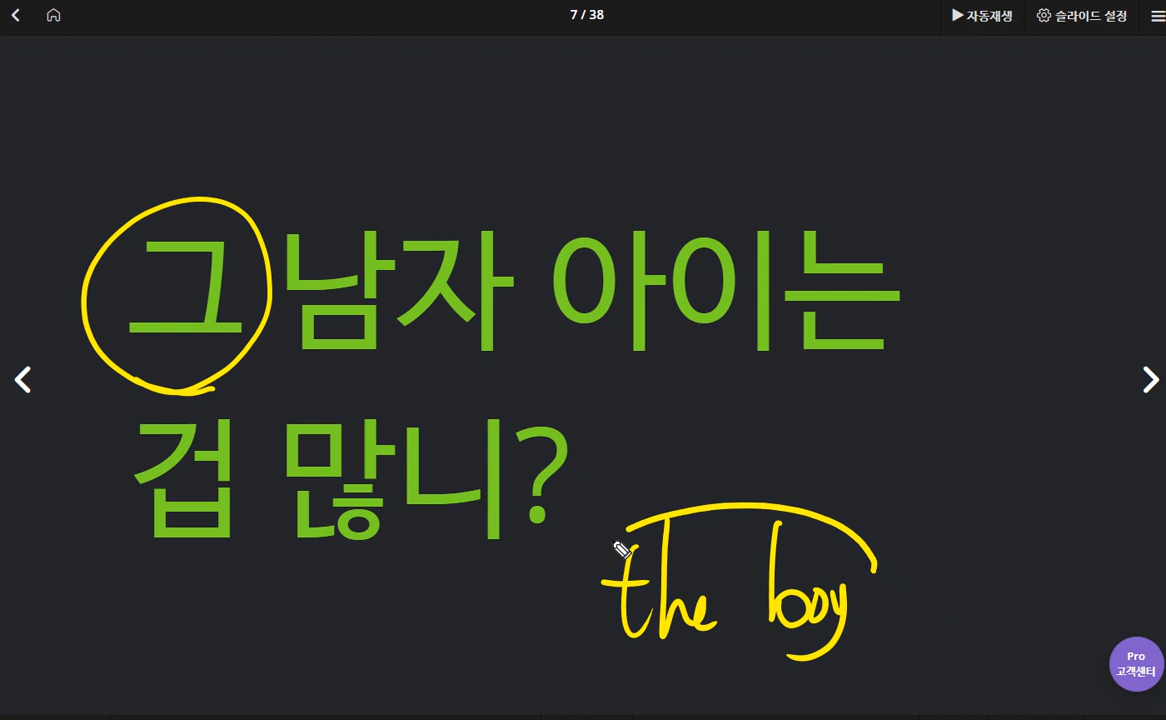 7 / 38
자동재생
슬라이드 설정
그 남자 아이는
겁 많니?
the boy
Pro
고객센터